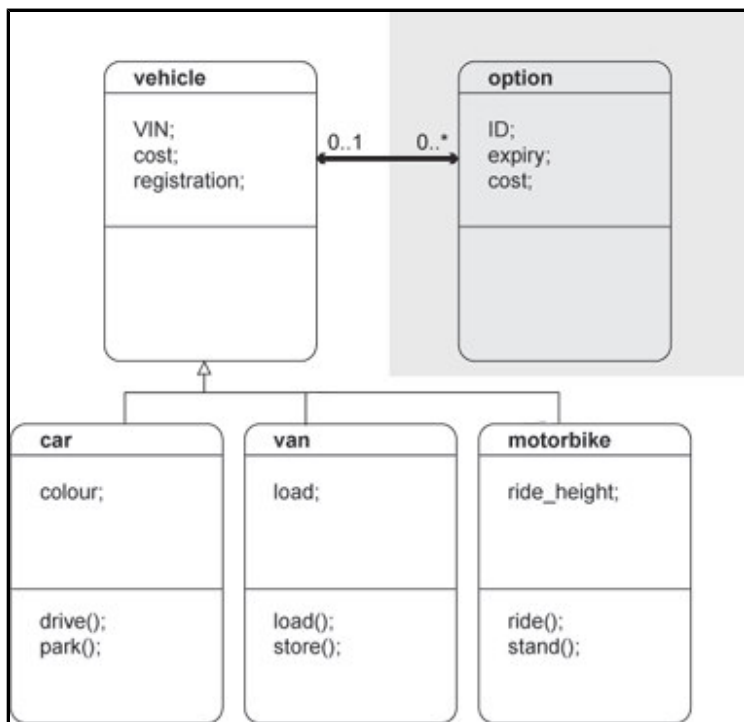 vehicle
VIN;
cost;
registration;
0..1
0..*
option
ID;
expiry;
cost;
car
colour;
drive();
park();
van
load;
load();
store();
motorbike
ride_height;
ride();
stand();